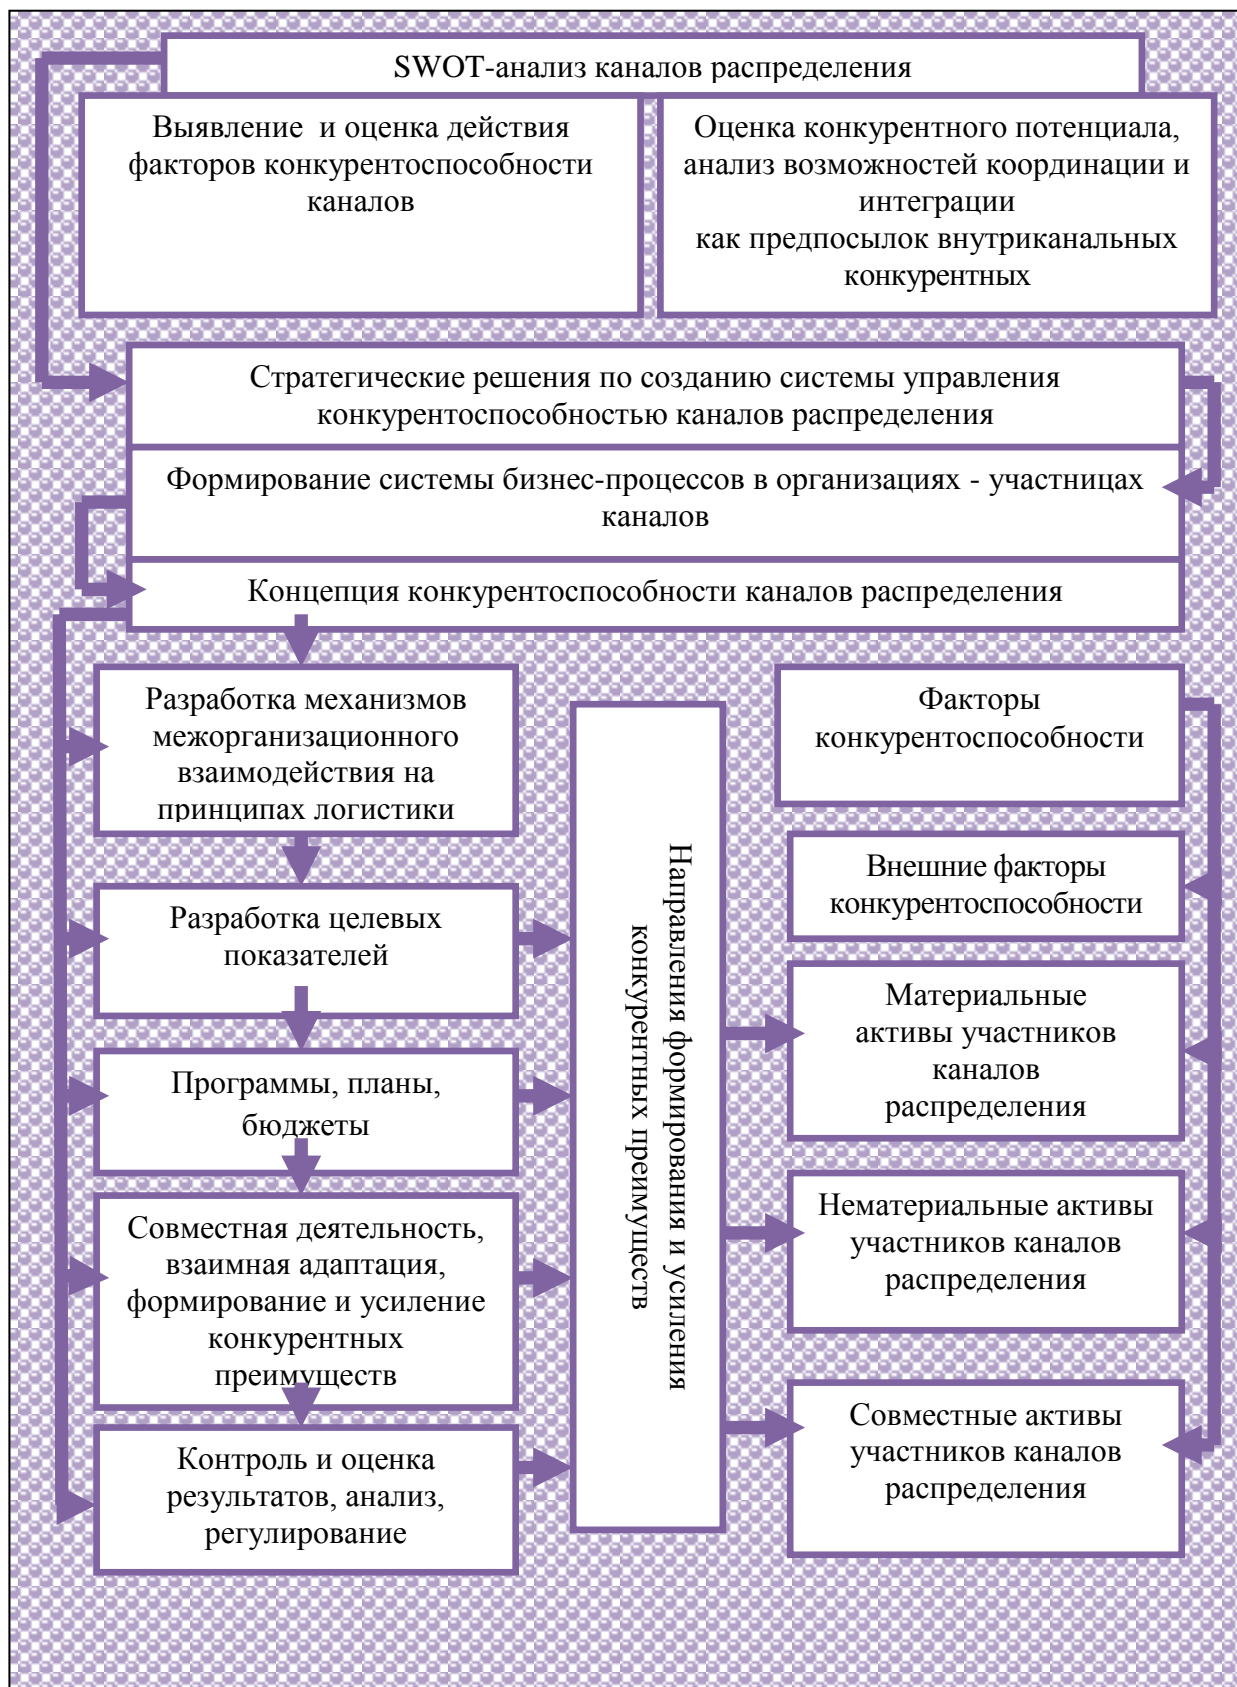 SWOT-анализ каналов распределения
Выявление и оценка действия
факторов конкурентоспособности
каналов
Оценка конкурентного потенциала,
анализ возможностей координации и
интеграции
как предпосылок внутриканальных
конкурентных
Стратегические решения по созданию системы управления
конкурентоспособностью каналов распределения
Формирование системы бизнес-процессов в организациях - участницах
каналов
Концепция конкурентоспособности каналов распределения
Разработка механизмов
межорганизационного
взаимодействия на
принципах логистики
Разработка целевых
показателей
Программы, планы,
бюджеты
Совместная деятельность,
взаимная адаптация,
формирование и усиление
конкурентных
преимуществ
Контроль и оценка
результатов, анализ,
регулирование
Направления формирования и усиления
конкурентных преимуществ
Факторы
конкурентоспособности
Внешние факторы
конкурентоспособности
Материальные
активы участников
каналов
распределения
Нематериальные активы
участников каналов
распределения
Совместные активы
участников каналов
распределения